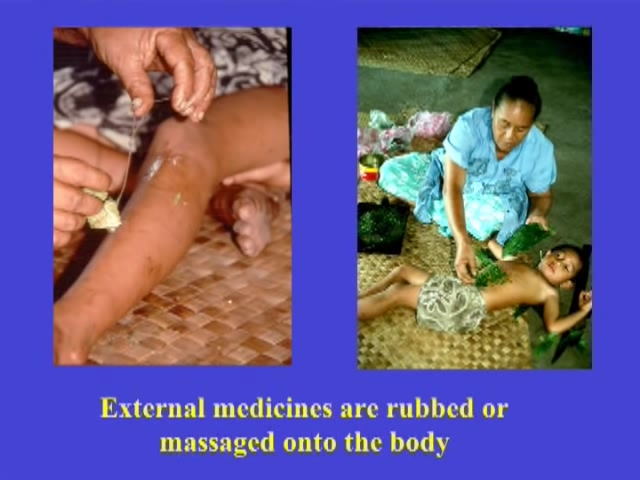 External medicines are rubbed or
massaged onto the body